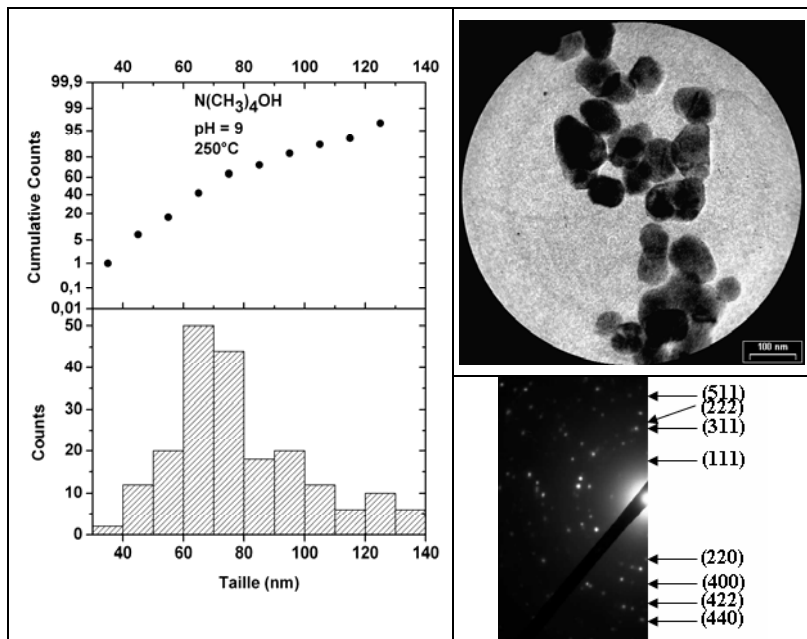 40 60 80 100 120 140
99,9
99
95
80
60
40
20
5
1
0,1
0,01
Cumulative Counts
N(CH3)4OH
pH = 9
250°C
50
40
30
20
10
0
Counts
40 60 80 100 120 140
Taille (nm)
100 nm
(511)
(222)
(311)
(111)
(220)
(400)
(422)
(440)